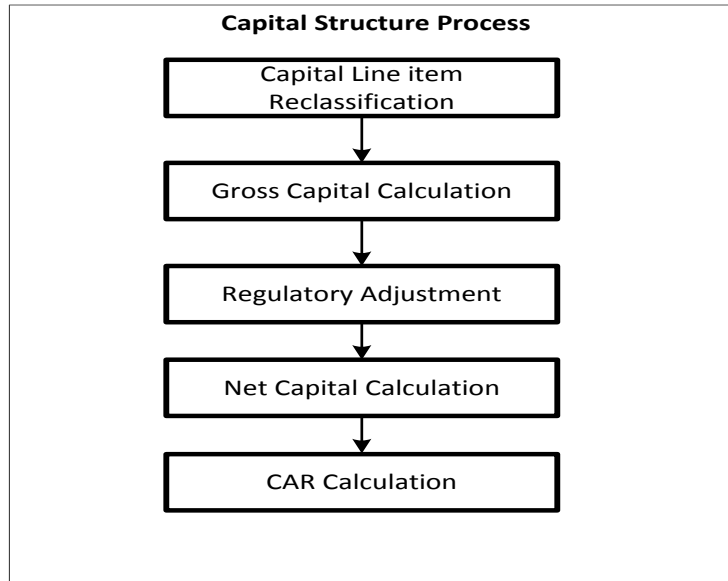 Capital Structure Process
Capital Line item
Reclassification
Gross Capital Calculation
Regulatory Adjustment
Net Capital Calculation
CAR Calculation